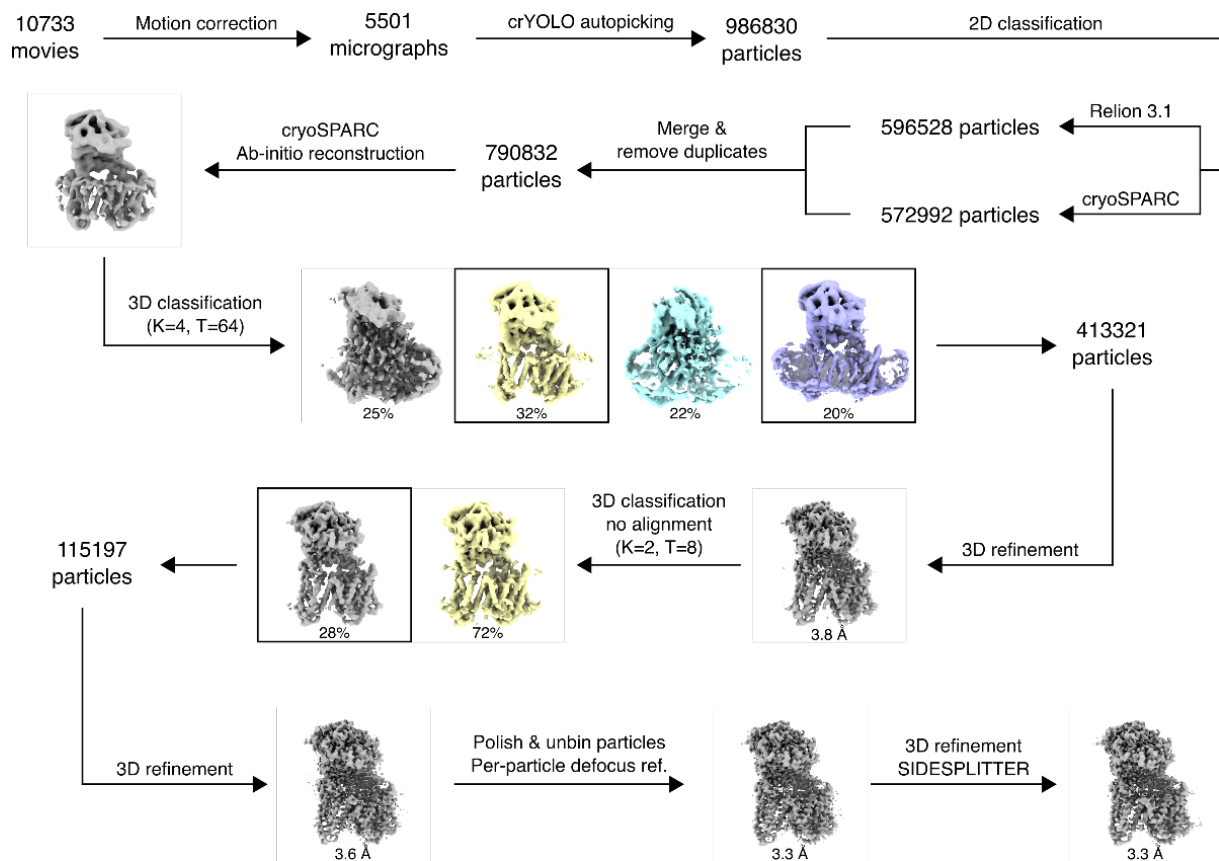 10733
movies
Motion correction
5501
micrographs
crYOLO autopicking
986830
particles
2D classification
Relion 3.1
596528 particles
cryoSPARC
572992 particles
Merge &
remove duplicates
790832
particles
cryoSPARC
Ab-initio reconstruction
3D classification
(K=4, T=64)
25%
32%
22%
20%
413321
particles
3D refinement
3.8 Å
3D classification
no alignment
(K=2, T=8)
28%
72%
115197
particles
3D refinement
3.6 Å
Polish & unbin particles
Per-particle defocus ref.
3.3 Å
3D refinement
SIDESPLITTER
3.3 Å